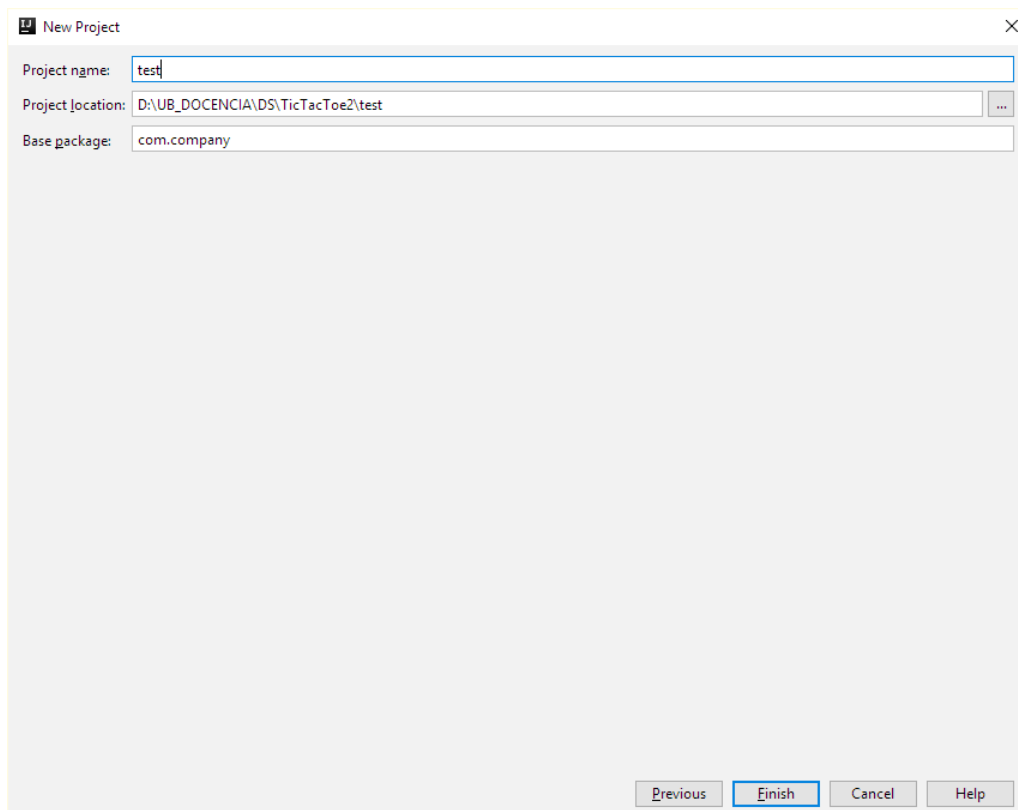 IJ New Project
Project name: test
Project location: D:\UB_DOCENCIA\DS\TicTacToe2\test ...
Base package: com.company
Previous Finish Cancel Help